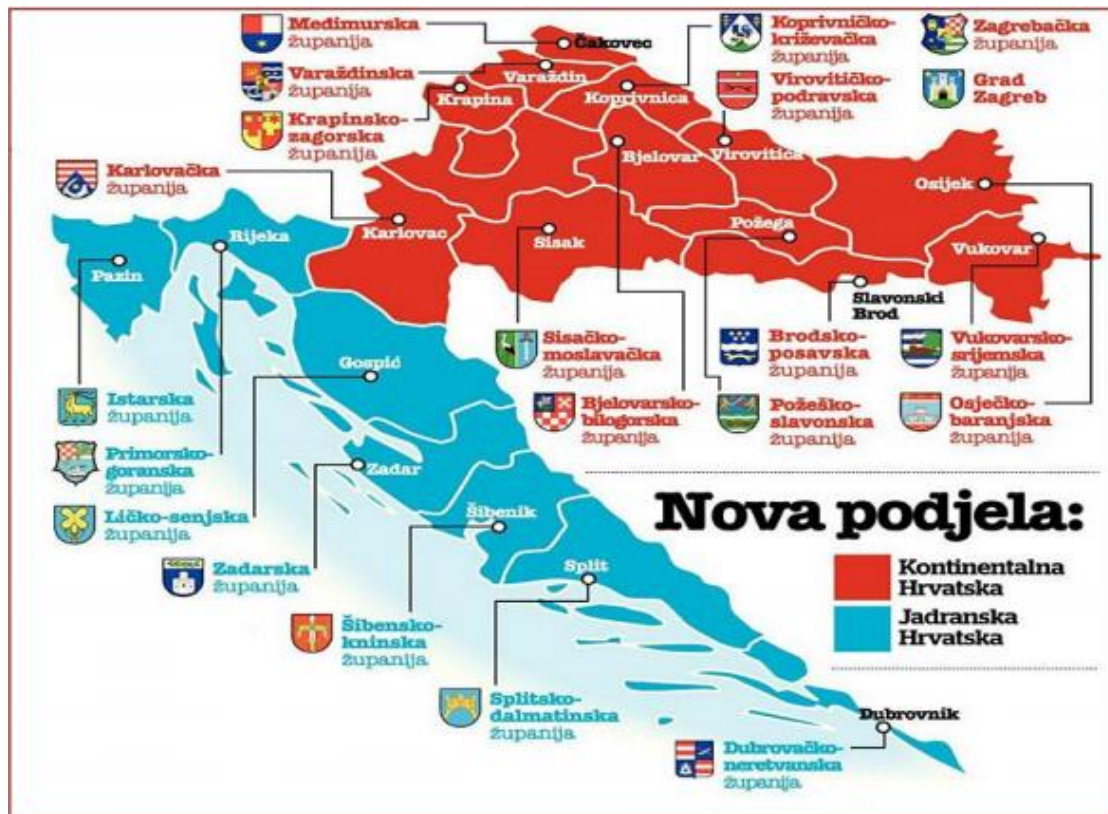 Međimurska
županija
Varaždinska
županija
Krapinsko-
zagorska
županija
Karlovačka
županija
Koprivničko-
križevačka
županija
Virovitičko-
podravska
županija
Zagrebačka
županija
Grad
Zagreb
Čakovec
Varaždin
Krapina
Koprivnica
Bjelovar
Virovitica
Osijek
Karlovac
Sisak
Požega
Vukovar
Slavonski
Brod
Rijeka
Pazin
Gospić
Zadar
Šibenik
Split
Dubrovnik
Sisačko-
moslavačka
županija
Brodsko-
posavska
županija
Vukovarsko-
srijemska
županija
Bjelovarsko-
bilogorska
županija
Požeško-
slavonska
županija
Osječko-
baranjska
županija
Istarska
županija
Primorsko-
goranska
županija
Ličko-senjska
županija
Zadarska
županija
Šibensko-
kninska
županija
Splitsko-
dalmatinska
županija
Dubrovačko-
neretvanska
županija
Nova podjela:
Kontinentalna
Hrvatska
Jadranska
Hrvatska